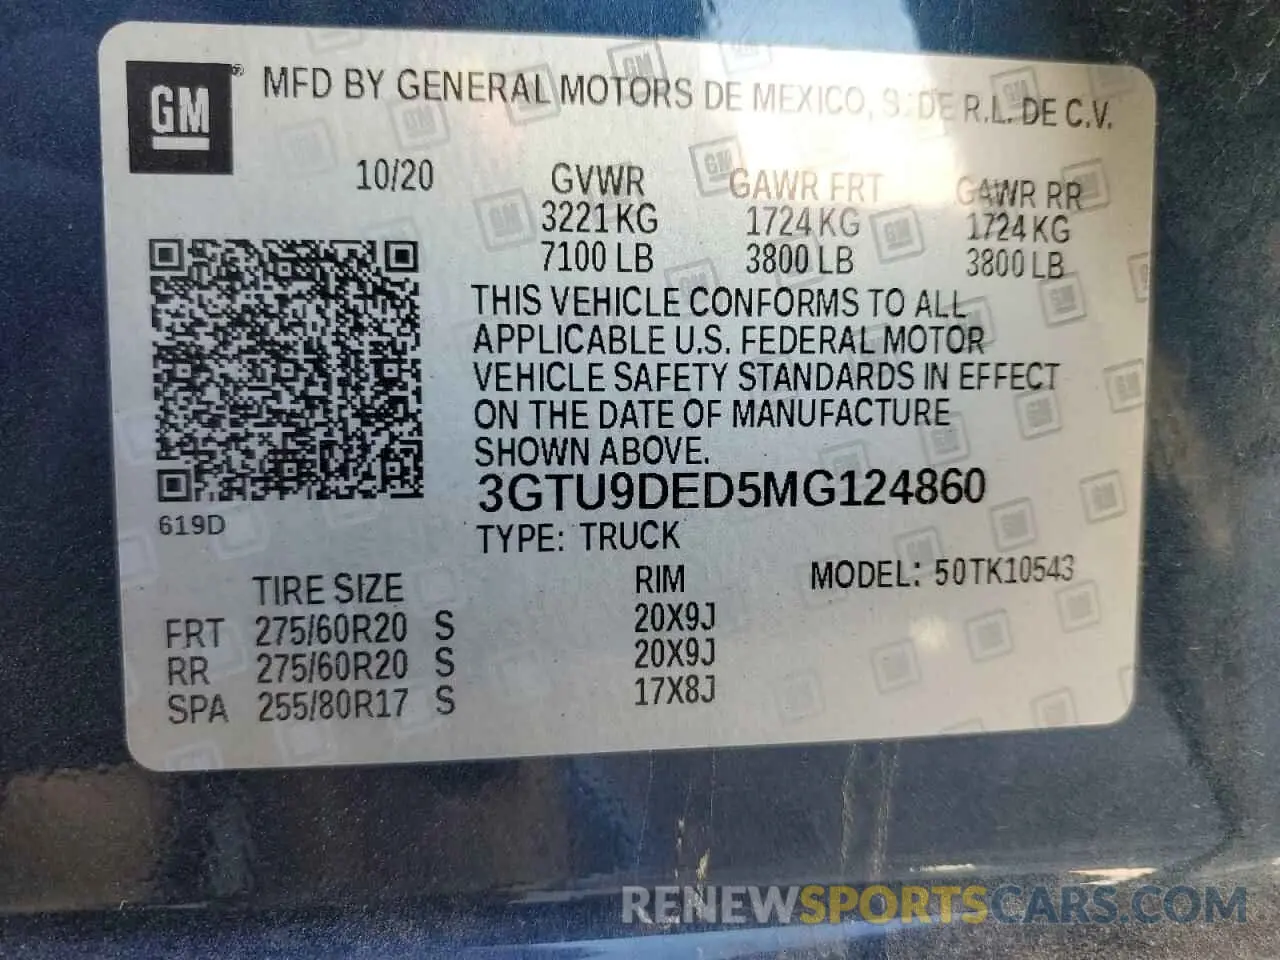 GM® MFD BY GENERAL MOTORS DE MEXICO, S. DE R.L. DE C.V.
10/20 GVWR GAWR FRT GAWR RR
3221 KG 1724 KG 1724 KG
7100 LB 3800 LB 3800 LB
THIS VEHICLE CONFORMS TO ALL
APPLICABLE U.S. FEDERAL MOTOR
VEHICLE SAFETY STANDARDS IN EFFECT
ON THE DATE OF MANUFACTURE
SHOWN ABOVE.
3GTU9DED5MG124860
619D
TYPE: TRUCK
TIRE SIZE RIM MODEL: 50TK10543
FRT 275/60R20 S 20X9J
RR 275/60R20 S 20X9J
SPA 255/80R17 S 17X8J
RENEWSPORTSCARS.COM